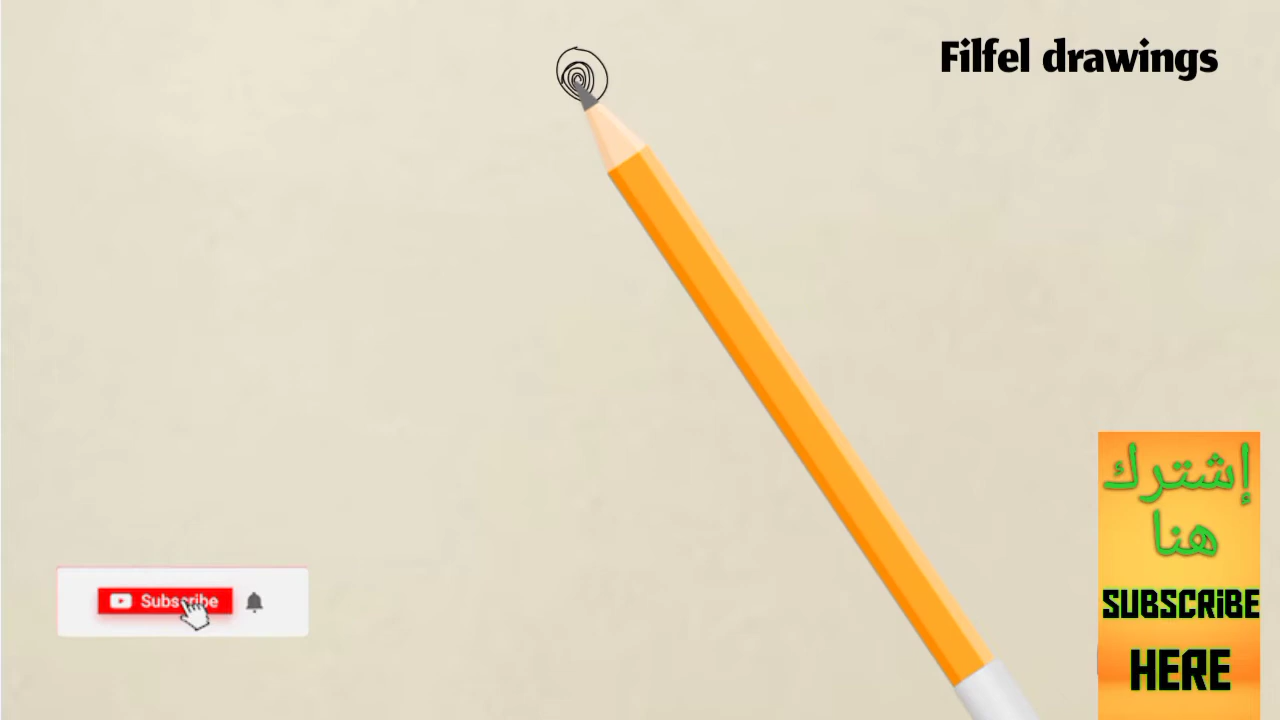 Filfel drawings
إشترك
هنا
SUBSCRiBE
HERE
Subscribe